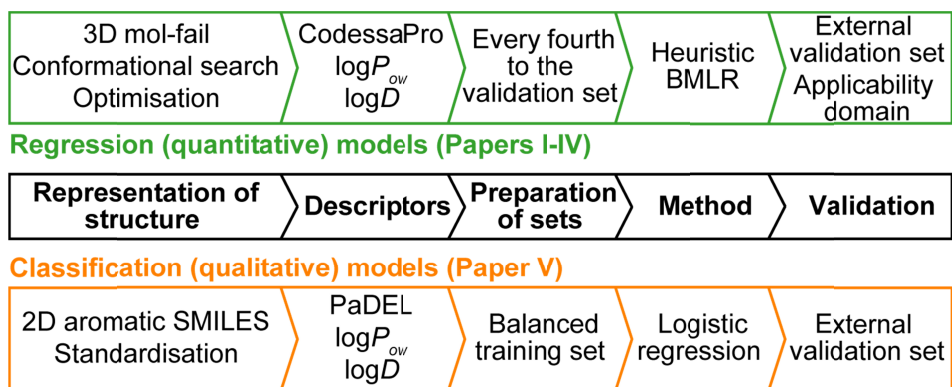 3D mol-fail
Conformational search
Optimisation
CodessaPro
logPow
logD
Every fourth
to the
validation set
Heuristic
BMLR
External
validation set
Applicability
domain
Regression (quantitative) models (Papers I-IV)
Representation of
structure
Descriptors
Preparation
of sets
Method
Validation
Classification (qualitative) models (Paper V)
2D aromatic SMILES
Standardisation
PaDEL
logPow
logD
Balanced
training set
Logistic
regression
External
validation set